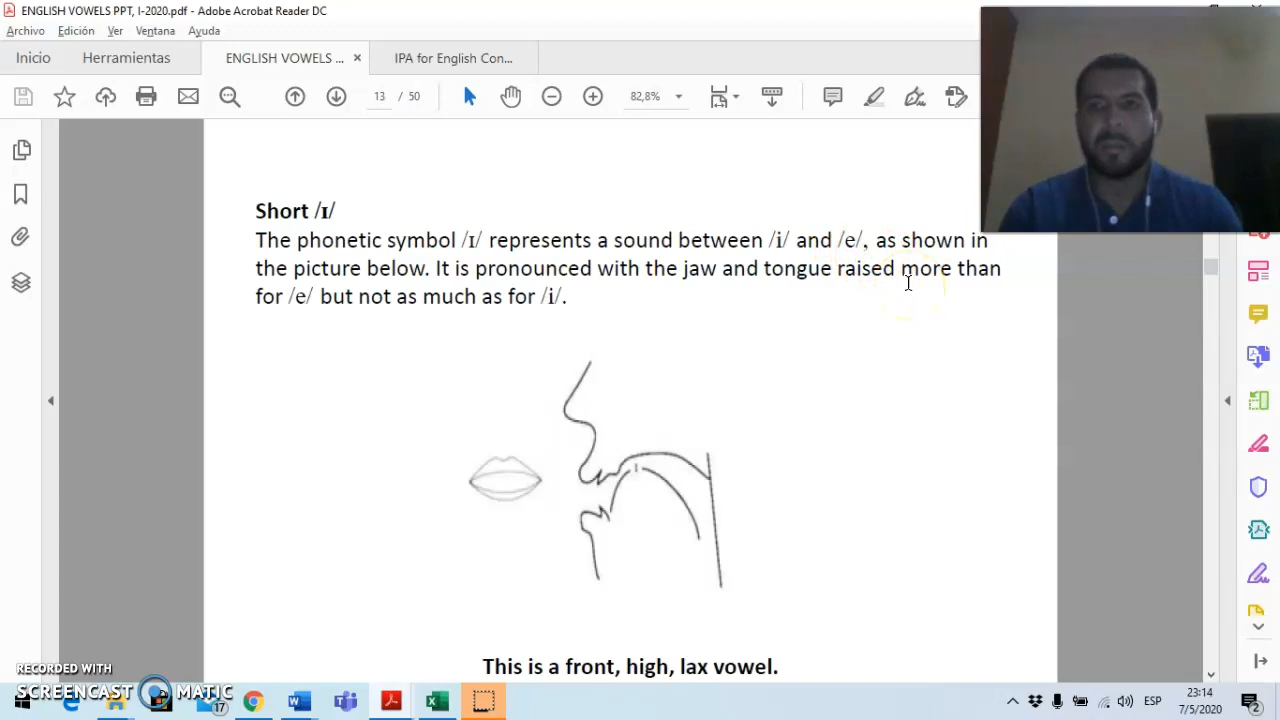 ENGLISH VOWELS PPT, I-2020.pdf - Adobe Acrobat Reader DC
Archivo Edición Ver Ventana Ayuda
Inicio Herramientas ENGLISH VOWELS ... × IPA for English Con...
13 / 50 82,8%
Short /ɪ/
The phonetic symbol /ɪ/ represents a sound between /i/ and /e/, as shown in
the picture below. It is pronounced with the jaw and tongue raised more than
for /e/ but not as much as for /i/.
This is a front, high, lax vowel.
RECORDED WITH
SCREENCAST MATIC
17
ESP
23:14
7/5/2020
2